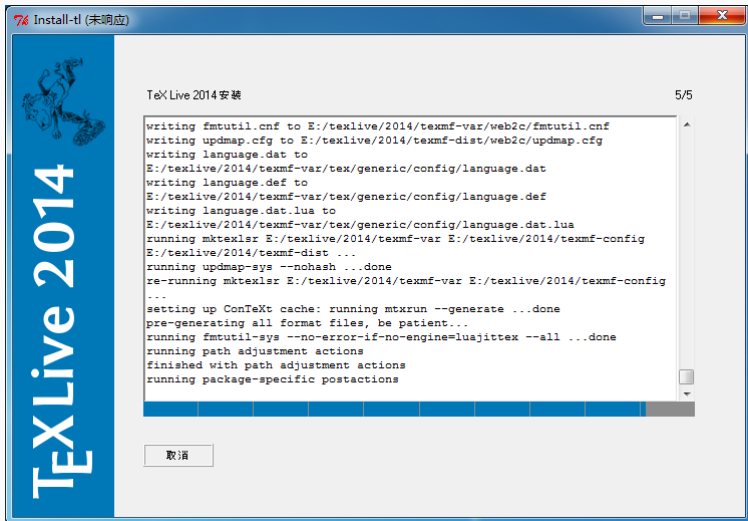 Install-tl (未响应)
TeX Live 2014安装 5/5
writing fmtutil.cnf to E:/texlive/2014/texmf-var/web2c/fmtutil.cnf
writing updmap.cfg to E:/texlive/2014/texmf-dist/web2c/updmap.cfg
writing language.dat to
E:/texlive/2014/texmf-var/tex/generic/config/language.dat
writing language.def to
E:/texlive/2014/texmf-var/tex/generic/config/language.def
writing language.dat.lua to
E:/texlive/2014/texmf-var/tex/generic/config/language.dat.lua
running mktexlsr E:/texlive/2014/texmf-var E:/texlive/2014/texmf-config
E:/texlive/2014/texmf-dist ...
running updmap-sys --nohash ...done
re-running mktexlsr E:/texlive/2014/texmf-var E:/texlive/2014/texmf-config
...
setting up ConTeXt cache: running mtxrun --generate ...done
pre-generating all format files, be patient...
running fmtutil-sys --no-error-if-no-engine=luajittex --all ...done
running path adjustment actions
finished with path adjustment actions
running package-specific postactions
取消
TEX Live 2014